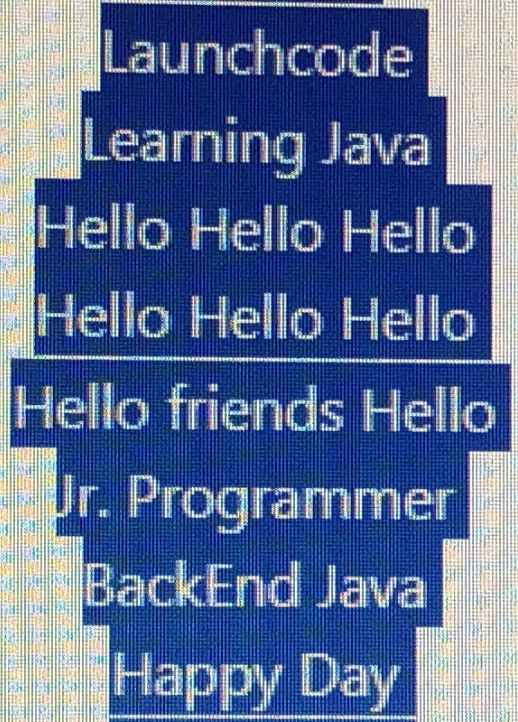 Launchcode
Learning Java
Hello Hello Hello
Hello Hello Hello
Hello friends Hello
Jr. Programmer
BackEnd Java
Happy Day